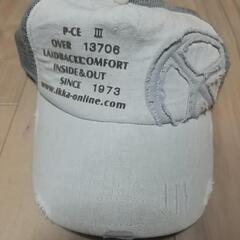 P-CE III
OVER 13706
LAIDBACK COMFORT
INSIDE&OUT
SINCE 1973
www.ikka-online.com